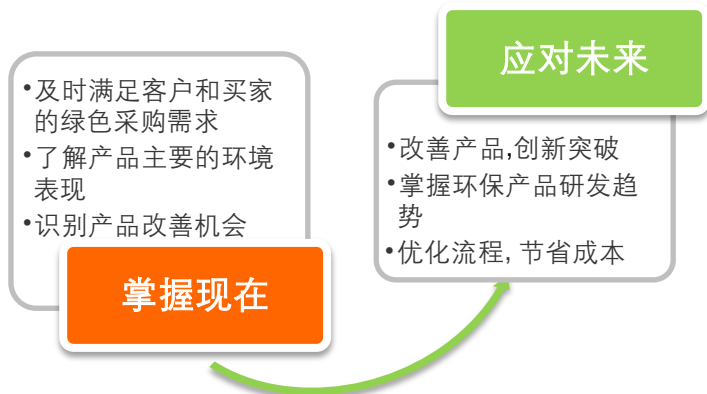 •及时满足客户和买家
的绿色采购需求
•了解产品主要的环境
表现
•识别产品改善机会
掌握现在
应对未来
•改善产品,创新突破
•掌握环保产品研发趋
势
•优化流程, 节省成本